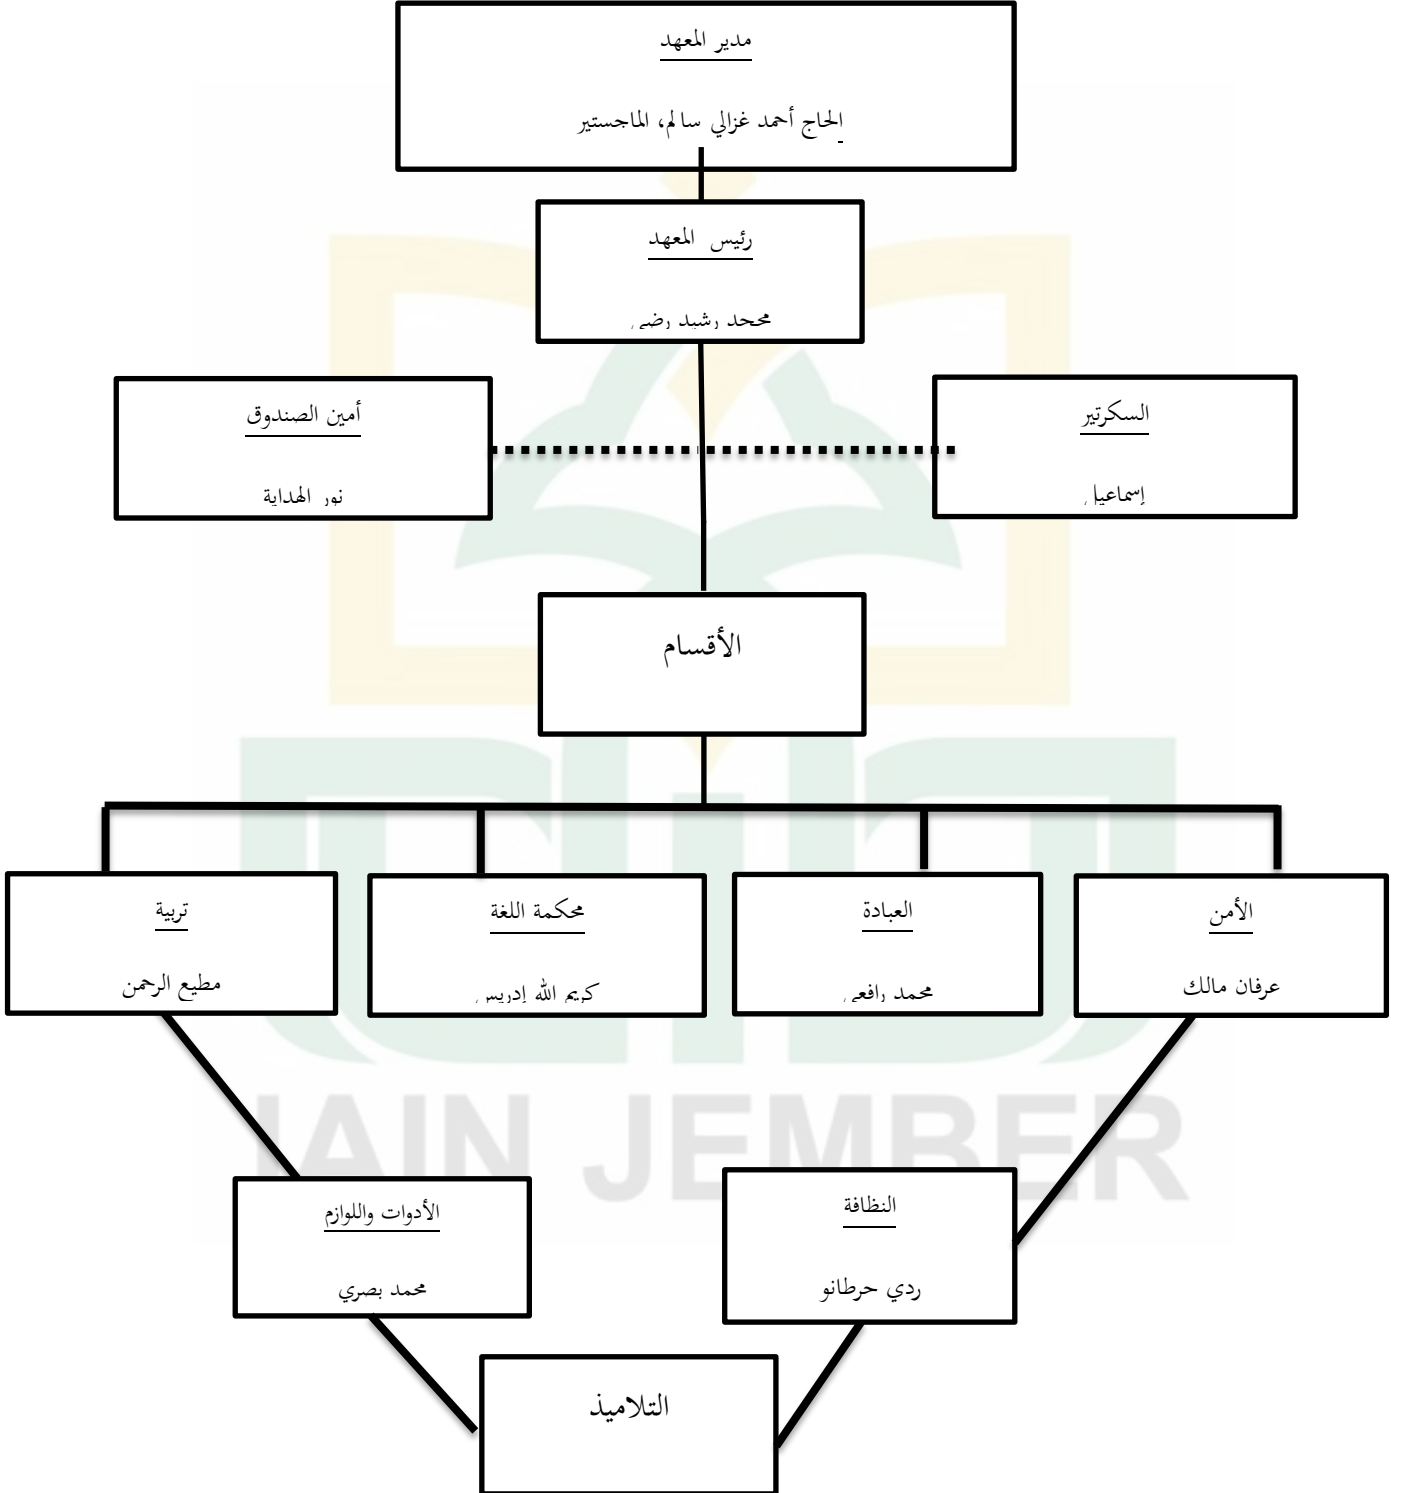 مدير المعهد
الحاج أحمد غزالي سالم، الماجستير
رئيس المعهد
محمد رشيد رضى
السكرتير
إسماعيل
أمين الصندوق
نور الهداية
الأقسام
الأمن
عرفان مالك
العبادة
محمد رافعي
محكمة اللغة
كريم الله إدريس
تربية
مطيع الرحمن
النظافة
ردي حرطانو
الأدوات واللوازم
محمد بصري
التلاميذ
IAIN JEMBER